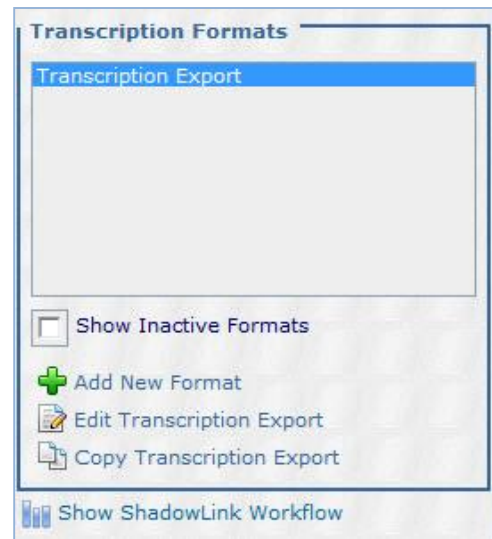 Transcription Formats
Transcription Export
Show Inactive Formats
Add New Format
Edit Transcription Export
Copy Transcription Export
Show ShadowLink Workflow